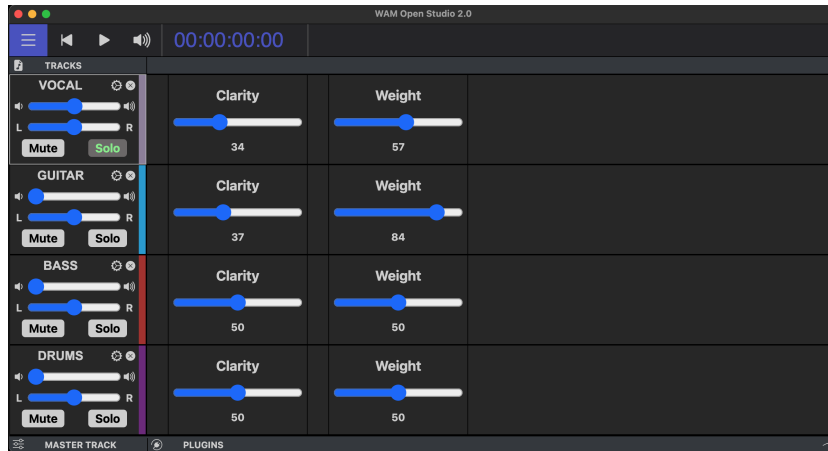 WAM Open Studio 2.0
00:00:00:00
TRACKS
VOCAL
L R
Mute Solo
Clarity
34
Weight
57
GUITAR
L R
Mute Solo
Clarity
37
Weight
84
BASS
L R
Mute Solo
Clarity
50
Weight
50
DRUMS
L R
Mute Solo
Clarity
50
Weight
50
MASTER TRACK
PLUGINS